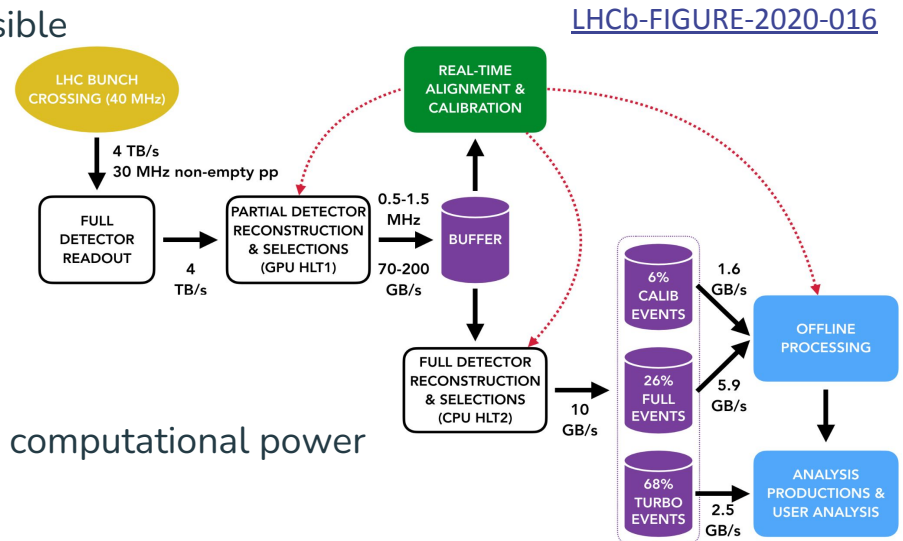 sible
LHCb-FIGURE-2020-016
LHC BUNCH
CROSSING (40 MHz)
4 TB/s
30 MHz non-empty pp
FULL
DETECTOR
READOUT
4
TB/s
PARTIAL DETECTOR
RECONSTRUCTION
& SELECTIONS
(GPU HLT1)
0.5-1.5
MHz
70-200
GB/s
REAL-TIME
ALIGNMENT &
CALIBRATION
BUFFER
FULL DETECTOR
RECONSTRUCTION
& SELECTIONS
(CPU HLT2)
10
GB/s
6%
CALIB
EVENTS
26%
FULL
EVENTS
68%
TURBO
EVENTS
1.6
GB/s
5.9
GB/s
2.5
GB/s
OFFLINE
PROCESSING
ANALYSIS
PRODUCTIONS &
USER ANALYSIS
computational power